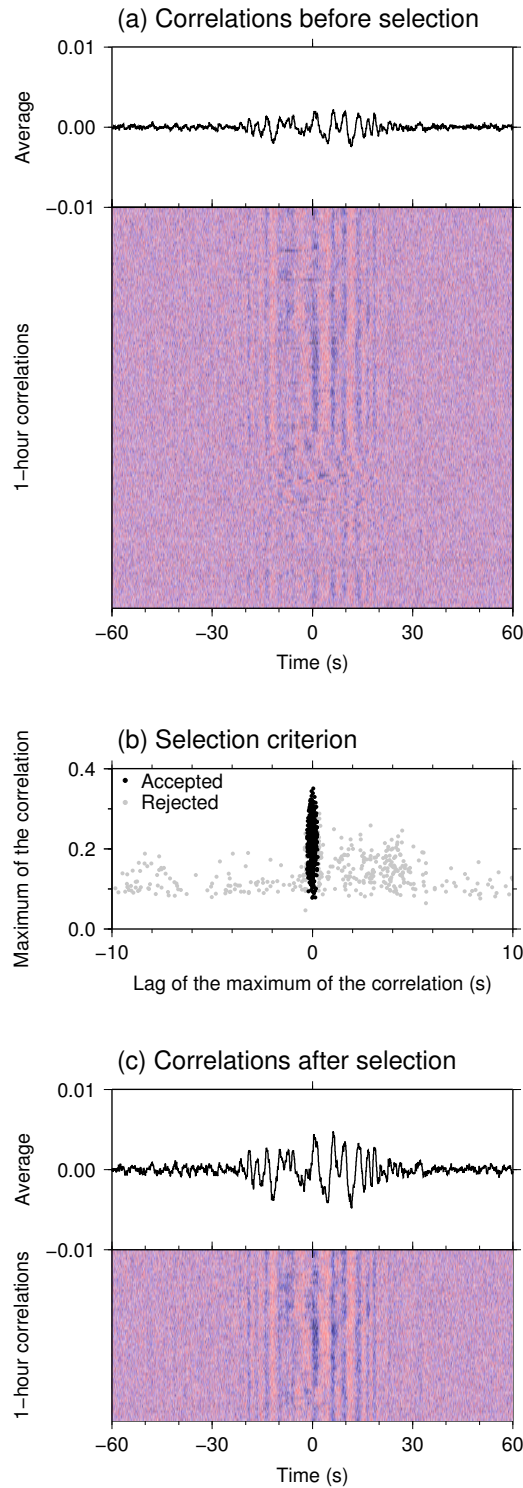 (a) Correlations before selection
0.01
0.00
−0.01
Average
1−hour correlations
−60 −30 0 30 60
Time (s)
(b) Selection criterion
0.4
0.2
0.0
Maximum of the correlation
Accepted
Rejected
−10 0 10
Lag of the maximum of the correlation (s)
(c) Correlations after selection
0.01
0.00
−0.01
Average
1−hour correlations
−60 −30 0 30 60
Time (s)